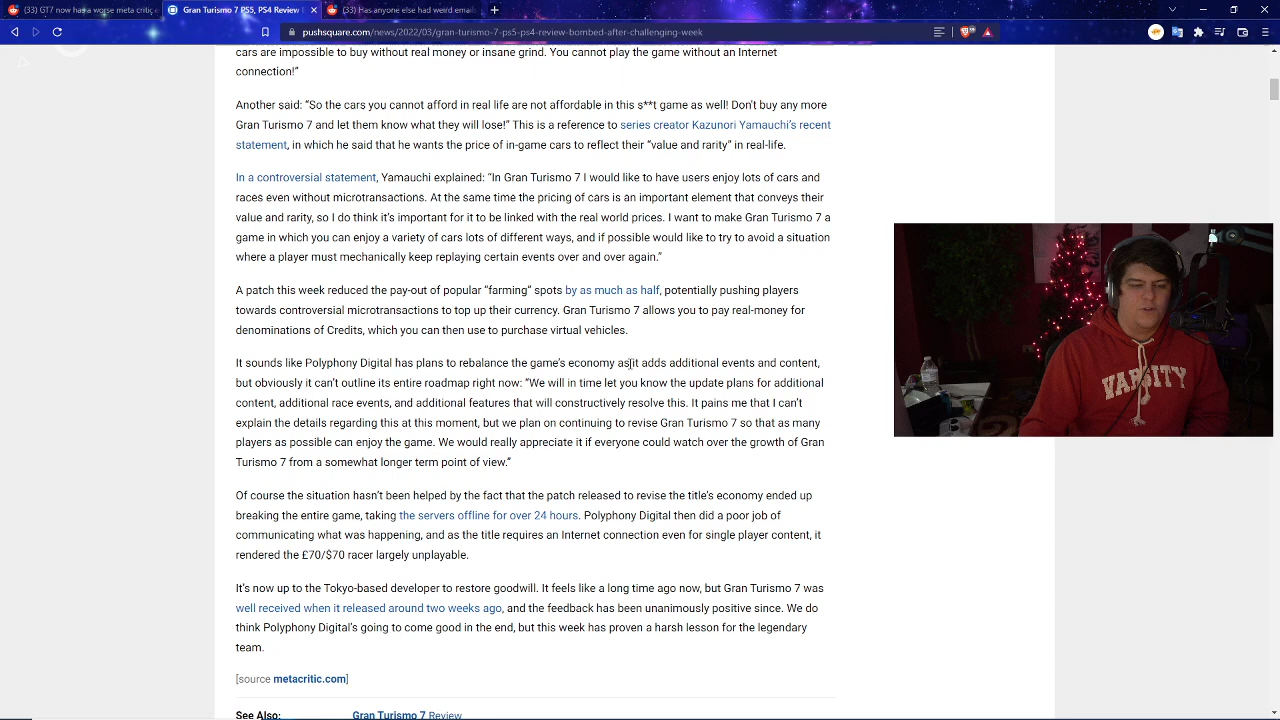 (33) GT7 now has a worse meta critic
Gran Turismo 7 PS5, PS4 Review
(33) Has anyone else had weird emails
pushsquare.com/news/2022/03/gran-turismo-7-ps5-ps4-review-bombed-after-challenging-week
cars are impossible to buy without real money or insane grind. You cannot play the game without an Internet
connection!”
Another said: “So the cars you cannot afford in real life are not affordable in this s**t game as well! Don't buy any more
Gran Turismo 7 and let them know what they will lose!” This is a reference to series creator Kazunori Yamauchi’s recent
statement, in which he said that he wants the price of in-game cars to reflect their “value and rarity” in real-life.
In a controversial statement, Yamauchi explained: “In Gran Turismo 7 I would like to have users enjoy lots of cars and
races even without microtransactions. At the same time the pricing of cars is an important element that conveys their
value and rarity, so I do think it’s important for it to be linked with the real world prices. I want to make Gran Turismo 7 a
game in which you can enjoy a variety of cars lots of different ways, and if possible would like to try to avoid a situation
where a player must mechanically keep replaying certain events over and over again.”
A patch this week reduced the pay-out of popular “farming” spots by as much as half, potentially pushing players
towards controversial microtransactions to top up their currency. Gran Turismo 7 allows you to pay real-money for
denominations of Credits, which you can then use to purchase virtual vehicles.
It sounds like Polyphony Digital has plans to rebalance the game’s economy as it adds additional events and content,
but obviously it can’t outline its entire roadmap right now: “We will in time let you know the update plans for additional
content, additional race events, and additional features that will constructively resolve this. It pains me that I can’t
explain the details regarding this at this moment, but we plan on continuing to revise Gran Turismo 7 so that as many
players as possible can enjoy the game. We would really appreciate it if everyone could watch over the growth of Gran
Turismo 7 from a somewhat longer term point of view.”
Of course the situation hasn’t been helped by the fact that the patch released to revise the title’s economy ended up
breaking the entire game, taking the servers offline for over 24 hours. Polyphony Digital then did a poor job of
communicating what was happening, and as the title requires an Internet connection even for single player content, it
rendered the £70/$70 racer largely unplayable.
It’s now up to the Tokyo-based developer to restore goodwill. It feels like a long time ago now, but Gran Turismo 7 was
well received when it released around two weeks ago, and the feedback has been unanimously positive since. We do
think Polyphony Digital’s going to come good in the end, but this week has proven a harsh lesson for the legendary
team.
[source metacritic.com]
See Also: Gran Turismo 7 Review
VARSITY